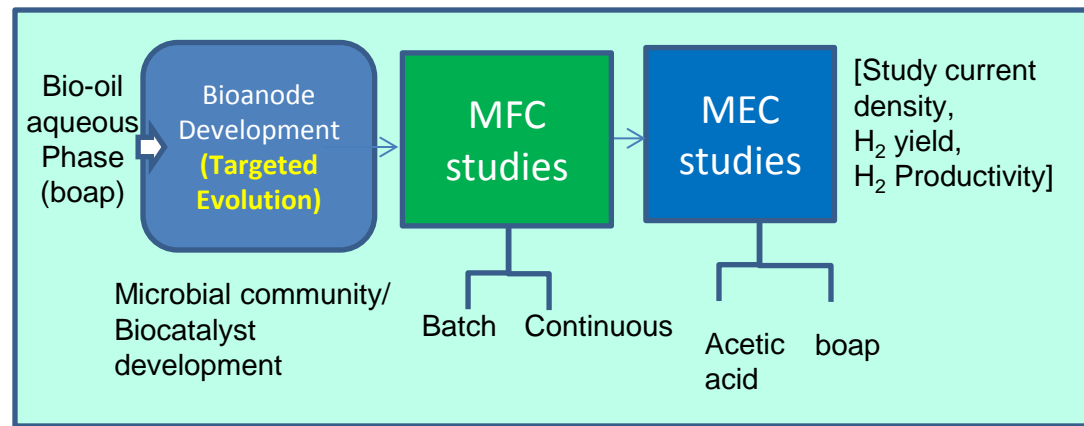 Bio-oil
aqueous
Phase
(boap)
Bioanode
Development
(Targeted
Evolution)
Microbial community/
Biocatalyst
development
MFC
studies
Batch
Continuous
MEC
studies
Acetic
acid
boap
[Study current
density,
H₂ yield,
H₂ Productivity]